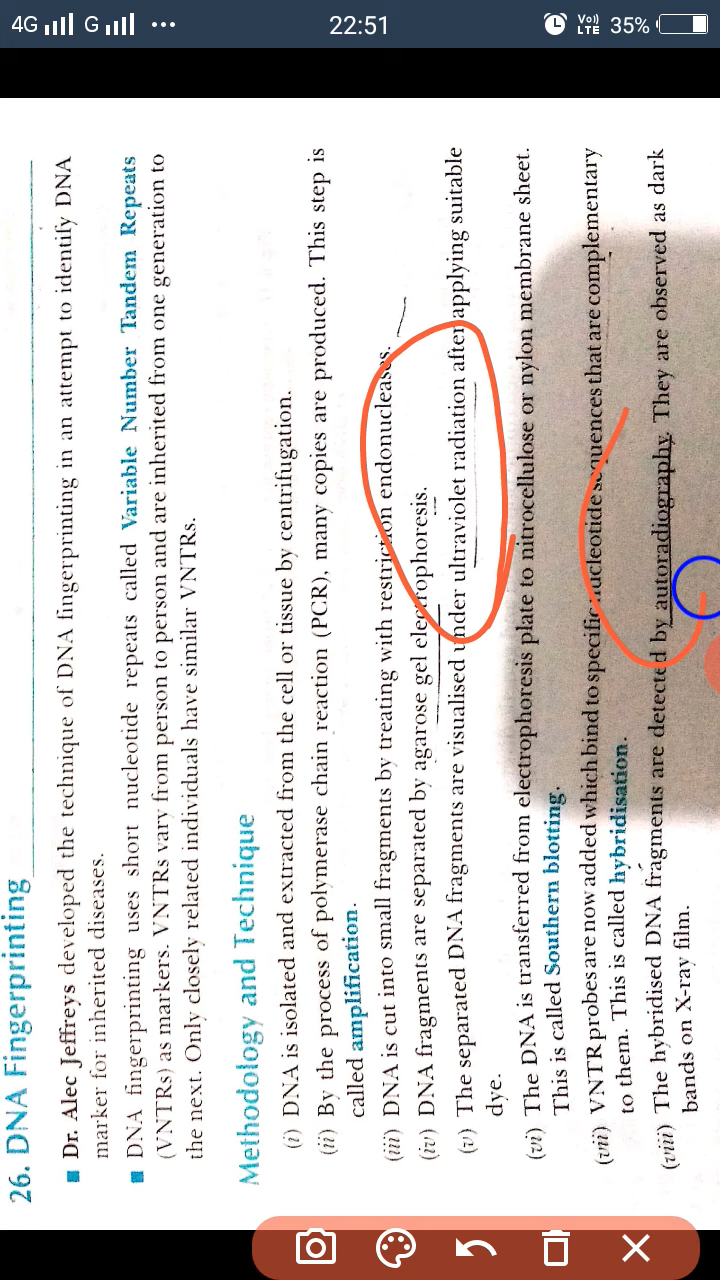 4G G ... 22:51 Vo)) LTE 35%
26. DNA Fingerprinting
Dr. Alec Jeffreys developed the technique of DNA fingerprinting in an attempt to identify DNA
marker for inherited diseases.
DNA fingerprinting uses short nucleotide repeats called Variable Number Tandem Repeats
(VNTRs) as markers. VNTRs vary from person to person and are inherited from one generation to
the next. Only closely related individuals have similar VNTRs.
Methodology and Technique
(i) DNA is isolated and extracted from the cell or tissue by centrifugation.
(ii) By the process of polymerase chain reaction (PCR), many copies are produced. This step is
called amplification.
(iii) DNA is cut into small fragments by treating with restriction endonucleases.
(iv) DNA fragments are separated by agarose gel electrophoresis.
(v) The separated DNA fragments are visualised under ultraviolet radiation after applying suitable
dye.
(vi) The DNA is transferred from electrophoresis plate to nitrocellulose or nylon membrane sheet.
This is called Southern blotting.
(vii) VNTR probes are now added which bind to specific nucleotide sequences that are complementary
to them. This is called hybridisation.
(viii) The hybridised DNA fragments are detected by autoradiography. They are observed as dark
bands on X-ray film.